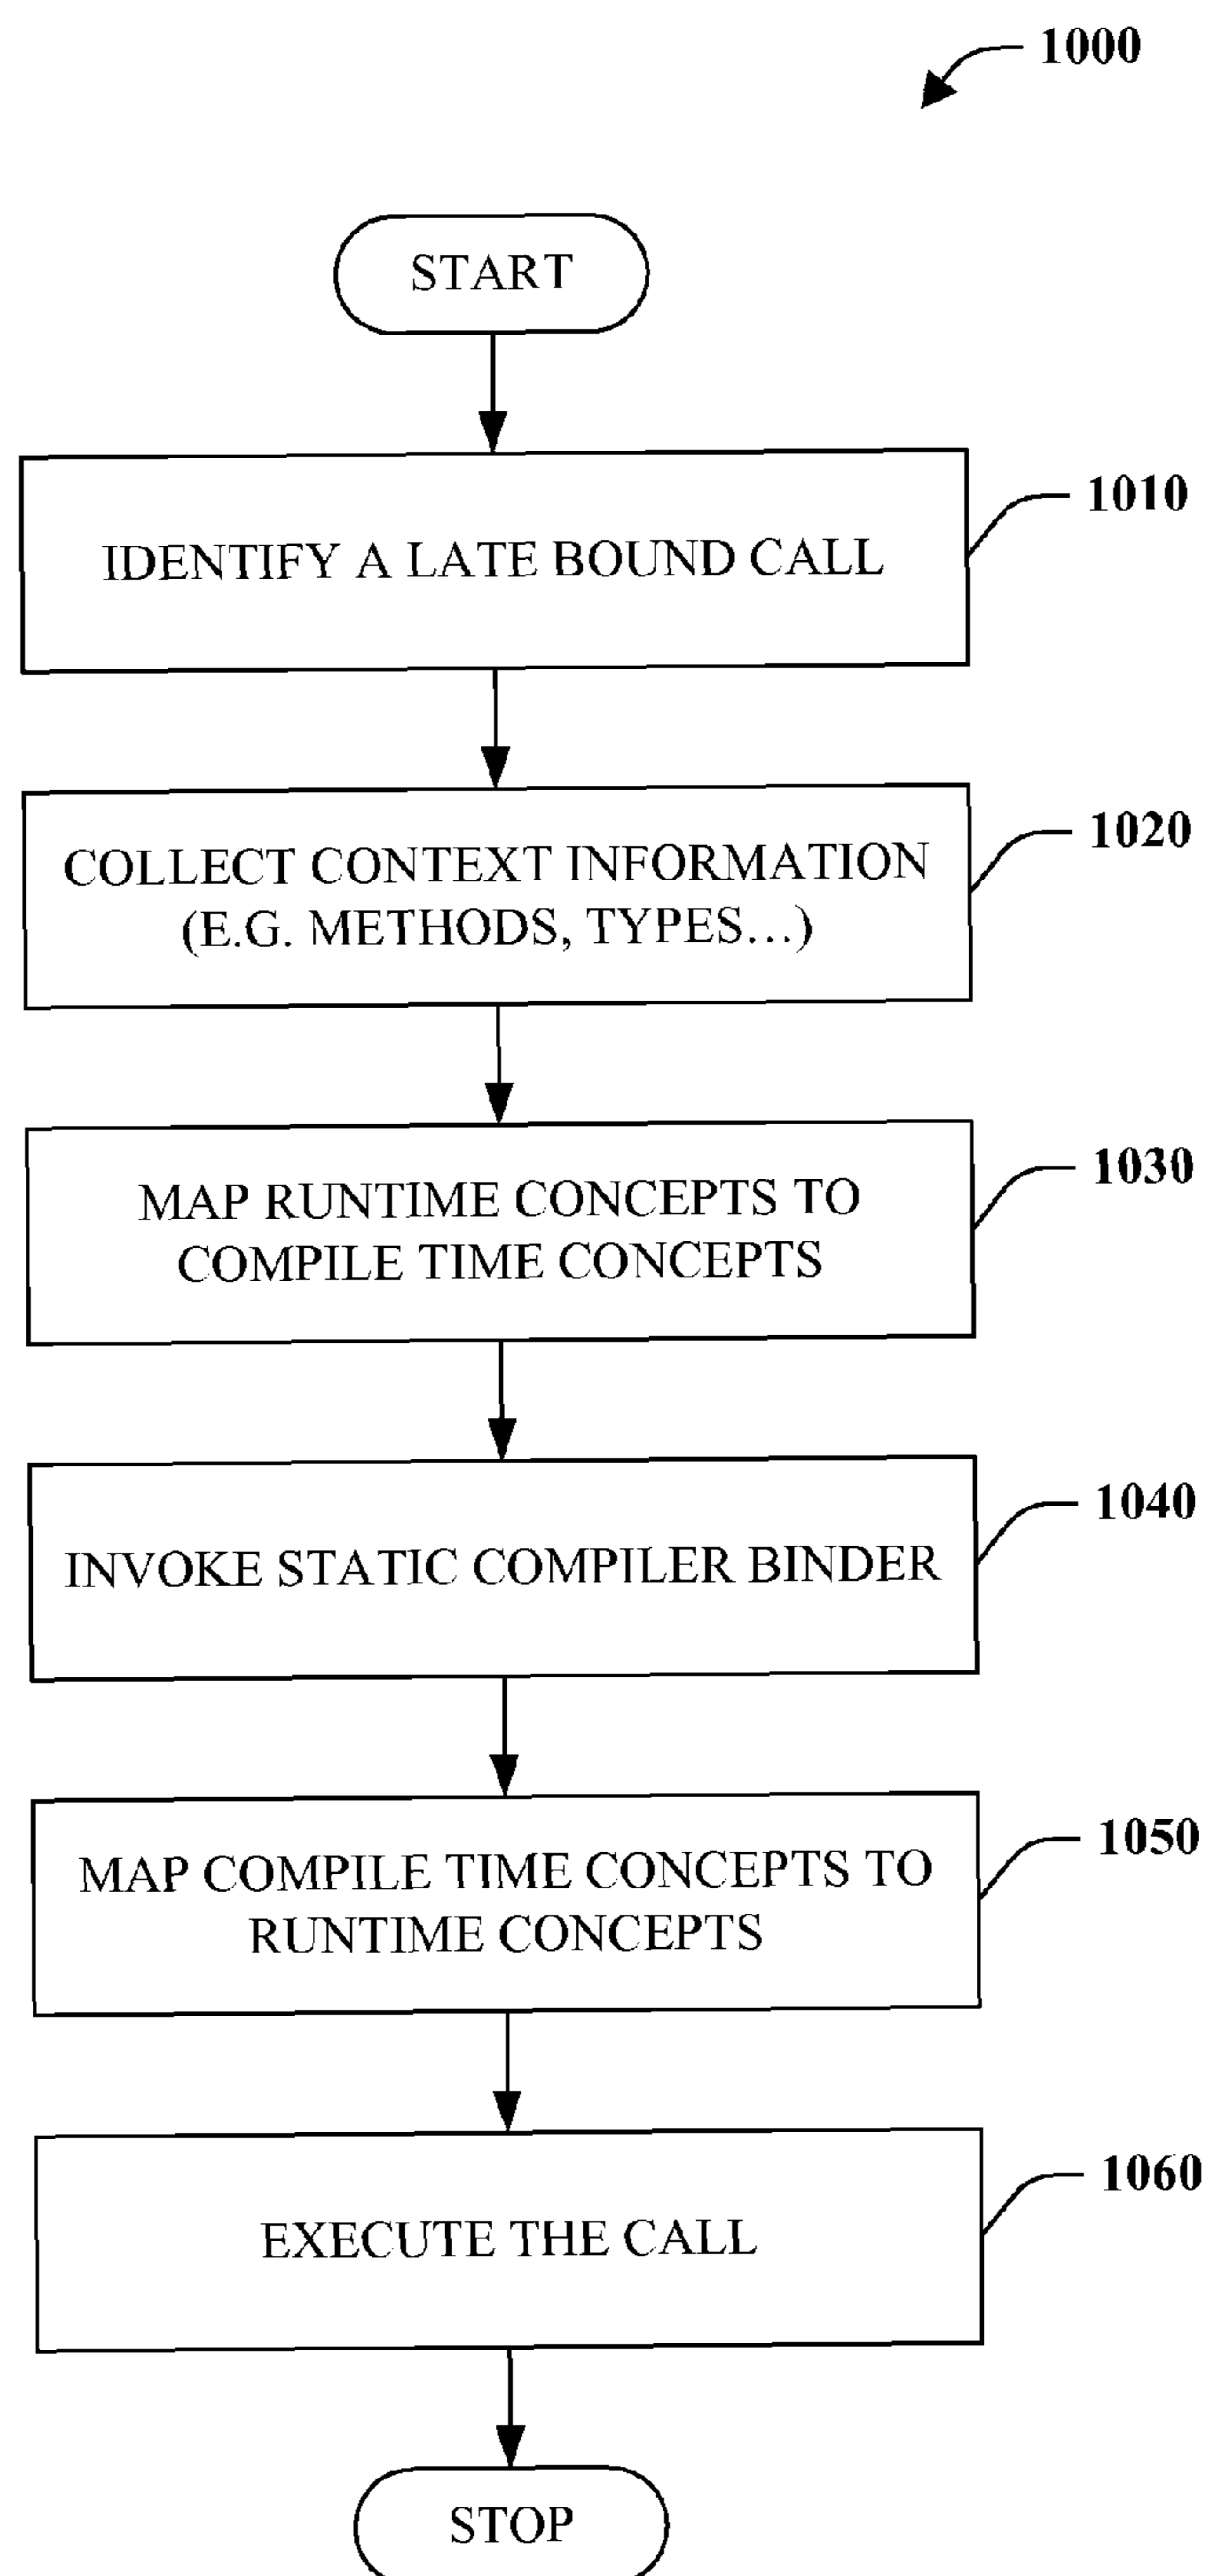 1000
START
IDENTIFY A LATE BOUND CALL
1010
COLLECT CONTEXT INFORMATION
(E.G. METHODS, TYPES…)
1020
MAP RUNTIME CONCEPTS TO
COMPILE TIME CONCEPTS
1030
INVOKE STATIC COMPILER BINDER
1040
MAP COMPILE TIME CONCEPTS TO
RUNTIME CONCEPTS
1050
EXECUTE THE CALL
1060
STOP